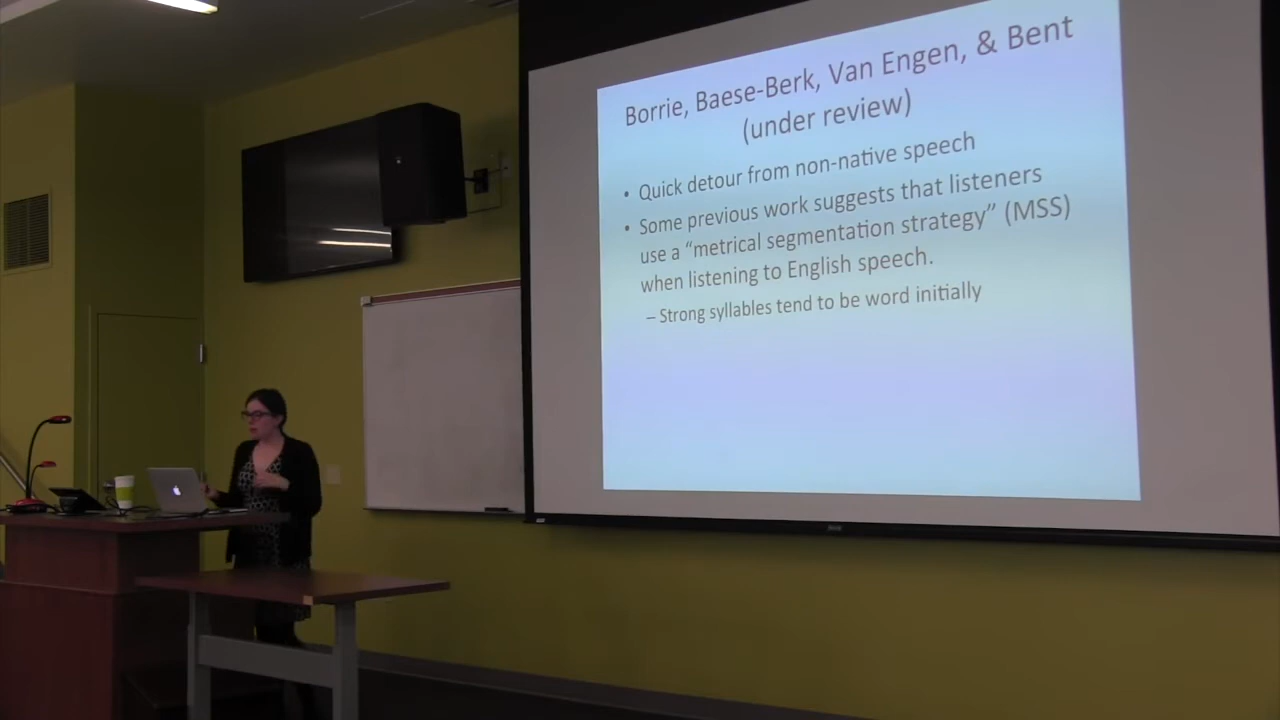 Borrie, Baese-Berk, Van Engen, & Bent
(under review)
• Quick detour from non-native speech
• Some previous work suggests that listeners
use a “metrical segmentation strategy” (MSS)
when listening to English speech.
– Strong syllables tend to be word initially